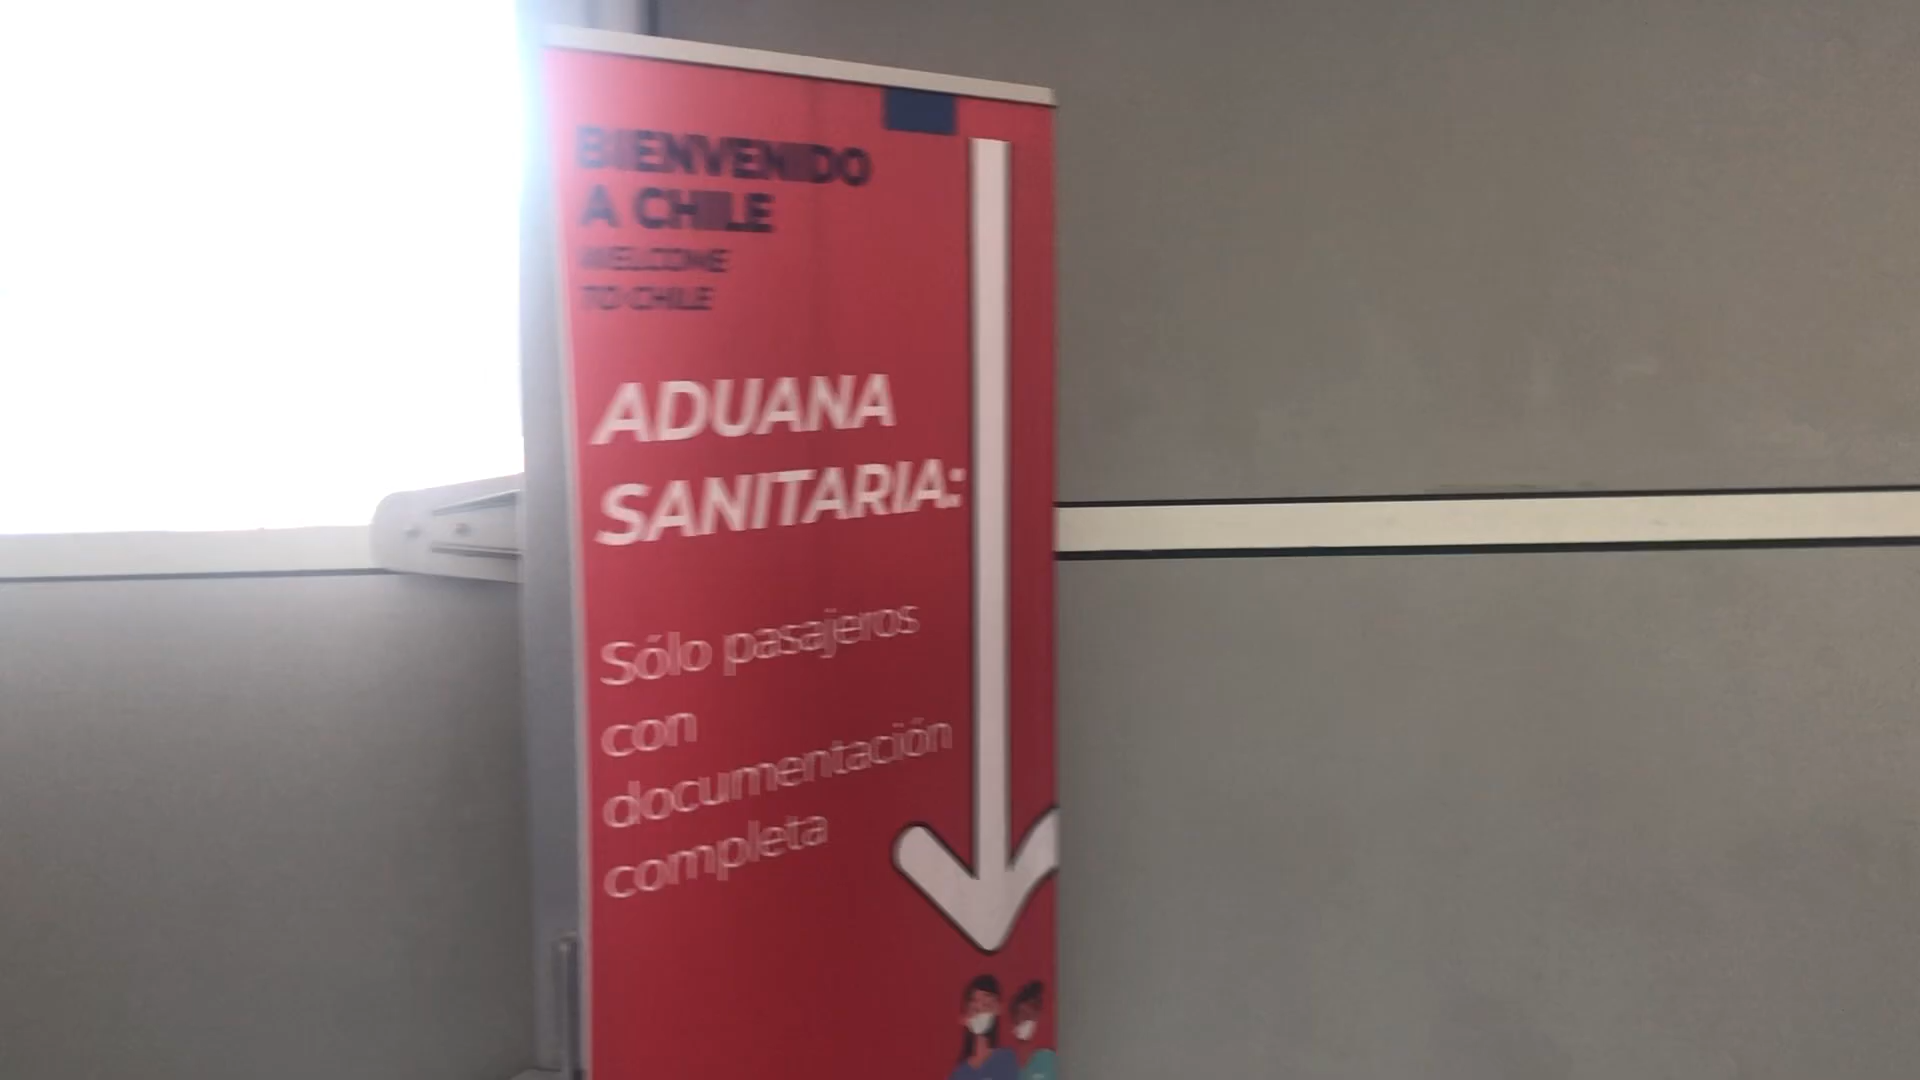 BIENVENIDO
A CHILE
WELCOME
TO CHILE
ADUANA
SANITARIA:
Sólo pasajeros
con
documentación
completa